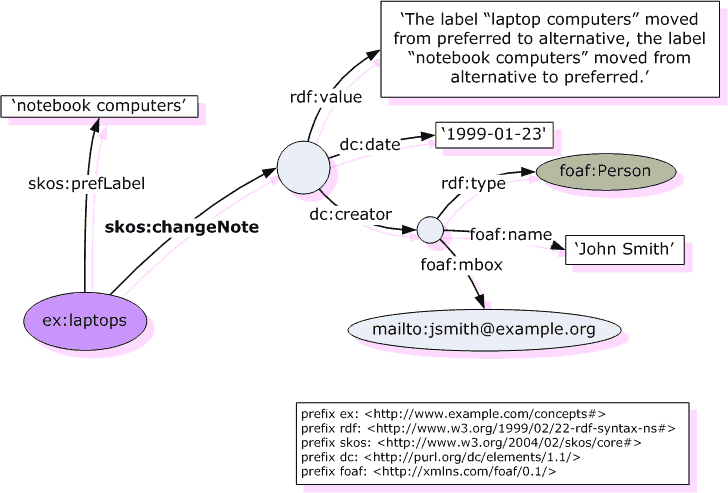 ‘The label “laptop computers” moved
from preferred to alternative, the label
“notebook computers” moved from
alternative to preferred.’
rdf:value
‘notebook computers’
dc:date
‘1999-01-23'
skos:prefLabel
rdf:type
foaf:Person
skos:changeNote
dc:creator
foaf:name
‘John Smith’
foaf:mbox
ex:laptops
mailto:jsmith@example.org
prefix ex: <http://www.example.com/concepts#>
prefix rdf: <http://www.w3.org/1999/02/22-rdf-syntax-ns#>
prefix skos: <http://www.w3.org/2004/02/skos/core#>
prefix dc: <http://purl.org/dc/elements/1.1/>
prefix foaf: <http://xmlns.com/foaf/0.1/>